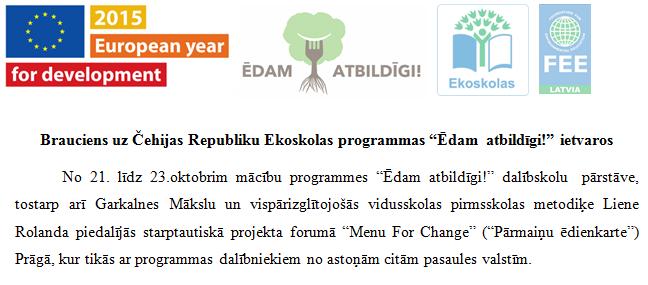 2015
European year
for development
ĒDAM ATBILDĪGI!
Ekoskolas
FEE
LATVIA
Brauciens uz Čehijas Republiku Ekoskolas programmas “Ēdam atbildīgi!” ietvaros
No 21. līdz 23.oktobrim mācību programmes “Ēdam atbildīgi!” dalībskolu pārstāve,
tostarp arī Garkalnes Mākslu un vispārizglītojošās vidusskolas pirmsskolas metodiķe Liene
Rolanda piedalījās starptautiskā projekta forumā “Menu For Change” (“Pārmaiņu ēdienkarte”)
Prāgā, kur tikās ar programmes dalībniekiem no astoņām citām pasaules valstīm.